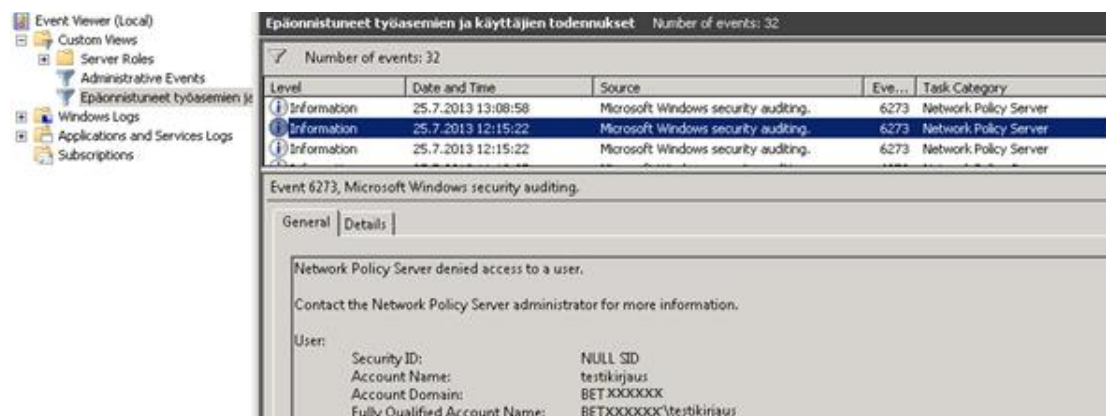 Event Viewer (Local)
Custom Views
Server Roles
Administrative Events
Epäonnistuneet työasemien ja
Windows Logs
Applications and Services Logs
Subscriptions
Epäonnistuneet työasemien ja käyttäjien todennukset Number of events: 32
Number of events: 32
Level Date and Time Source Eve... Task Category
Information 25.7.2013 13:08:58 Microsoft Windows security auditing. 6273 Network Policy Server
Information 25.7.2013 12:15:22 Microsoft Windows security auditing. 6273 Network Policy Server
Information 25.7.2013 12:15:22 Microsoft Windows security auditing. 6273 Network Policy Server
Event 6273, Microsoft Windows security auditing.
General Details
Network Policy Server denied access to a user.
Contact the Network Policy Server administrator for more information.
User:
Security ID: NULL SID
Account Name: testikirjaus
Account Domain: BETXXXXXX
Fully Qualified Account Name: BETXXXXXX\testikirjaus